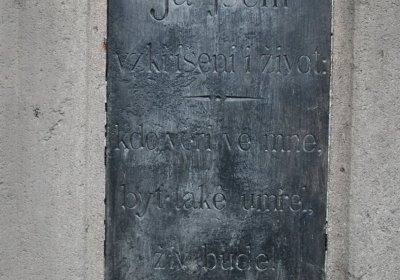 Já jsem
vzkříšení i život:
kdo věří ve mne,
byť také umřel,
živ bude!